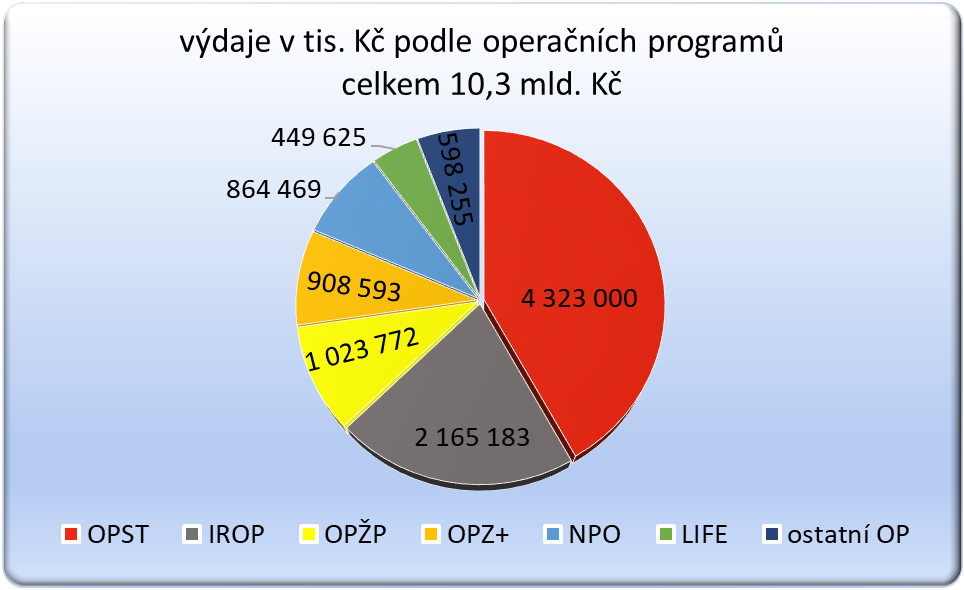 výdaje v tis. Kč podle operačních programů
celkem 10,3 mld. Kč
449 625
598 255
864 469
908 593
4 323 000
1 023 772
2 165 183
OPST IROP OPŽP OPZ+ NPO LIFE ostatní OP